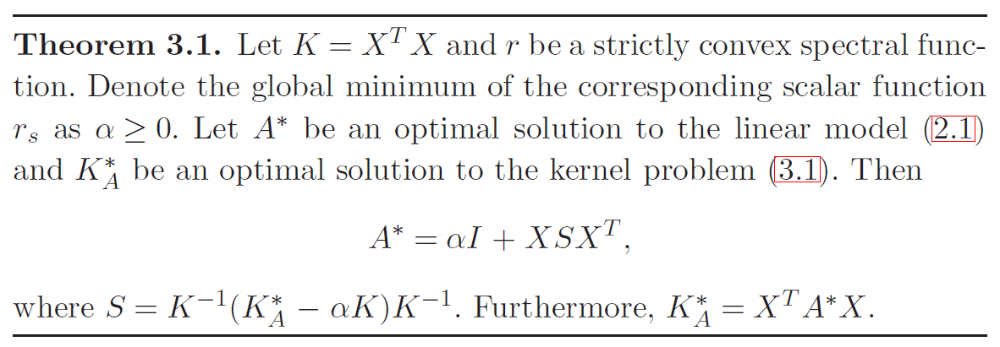 Theorem 3.1. Let $K = X^T X$ and $r$ be a strictly convex spectral func-
tion. Denote the global minimum of the corresponding scalar function
$r_s$ as $\alpha \geq 0$. Let $A^*$ be an optimal solution to the linear model (2.1)
and $K_A^*$ be an optimal solution to the kernel problem (3.1). Then
$A^* = \alpha I + XSX^T,$
where $S = K^{-1}(K_A^* - \alpha K)K^{-1}$. Furthermore, $K_A^* = X^T A^* X$.